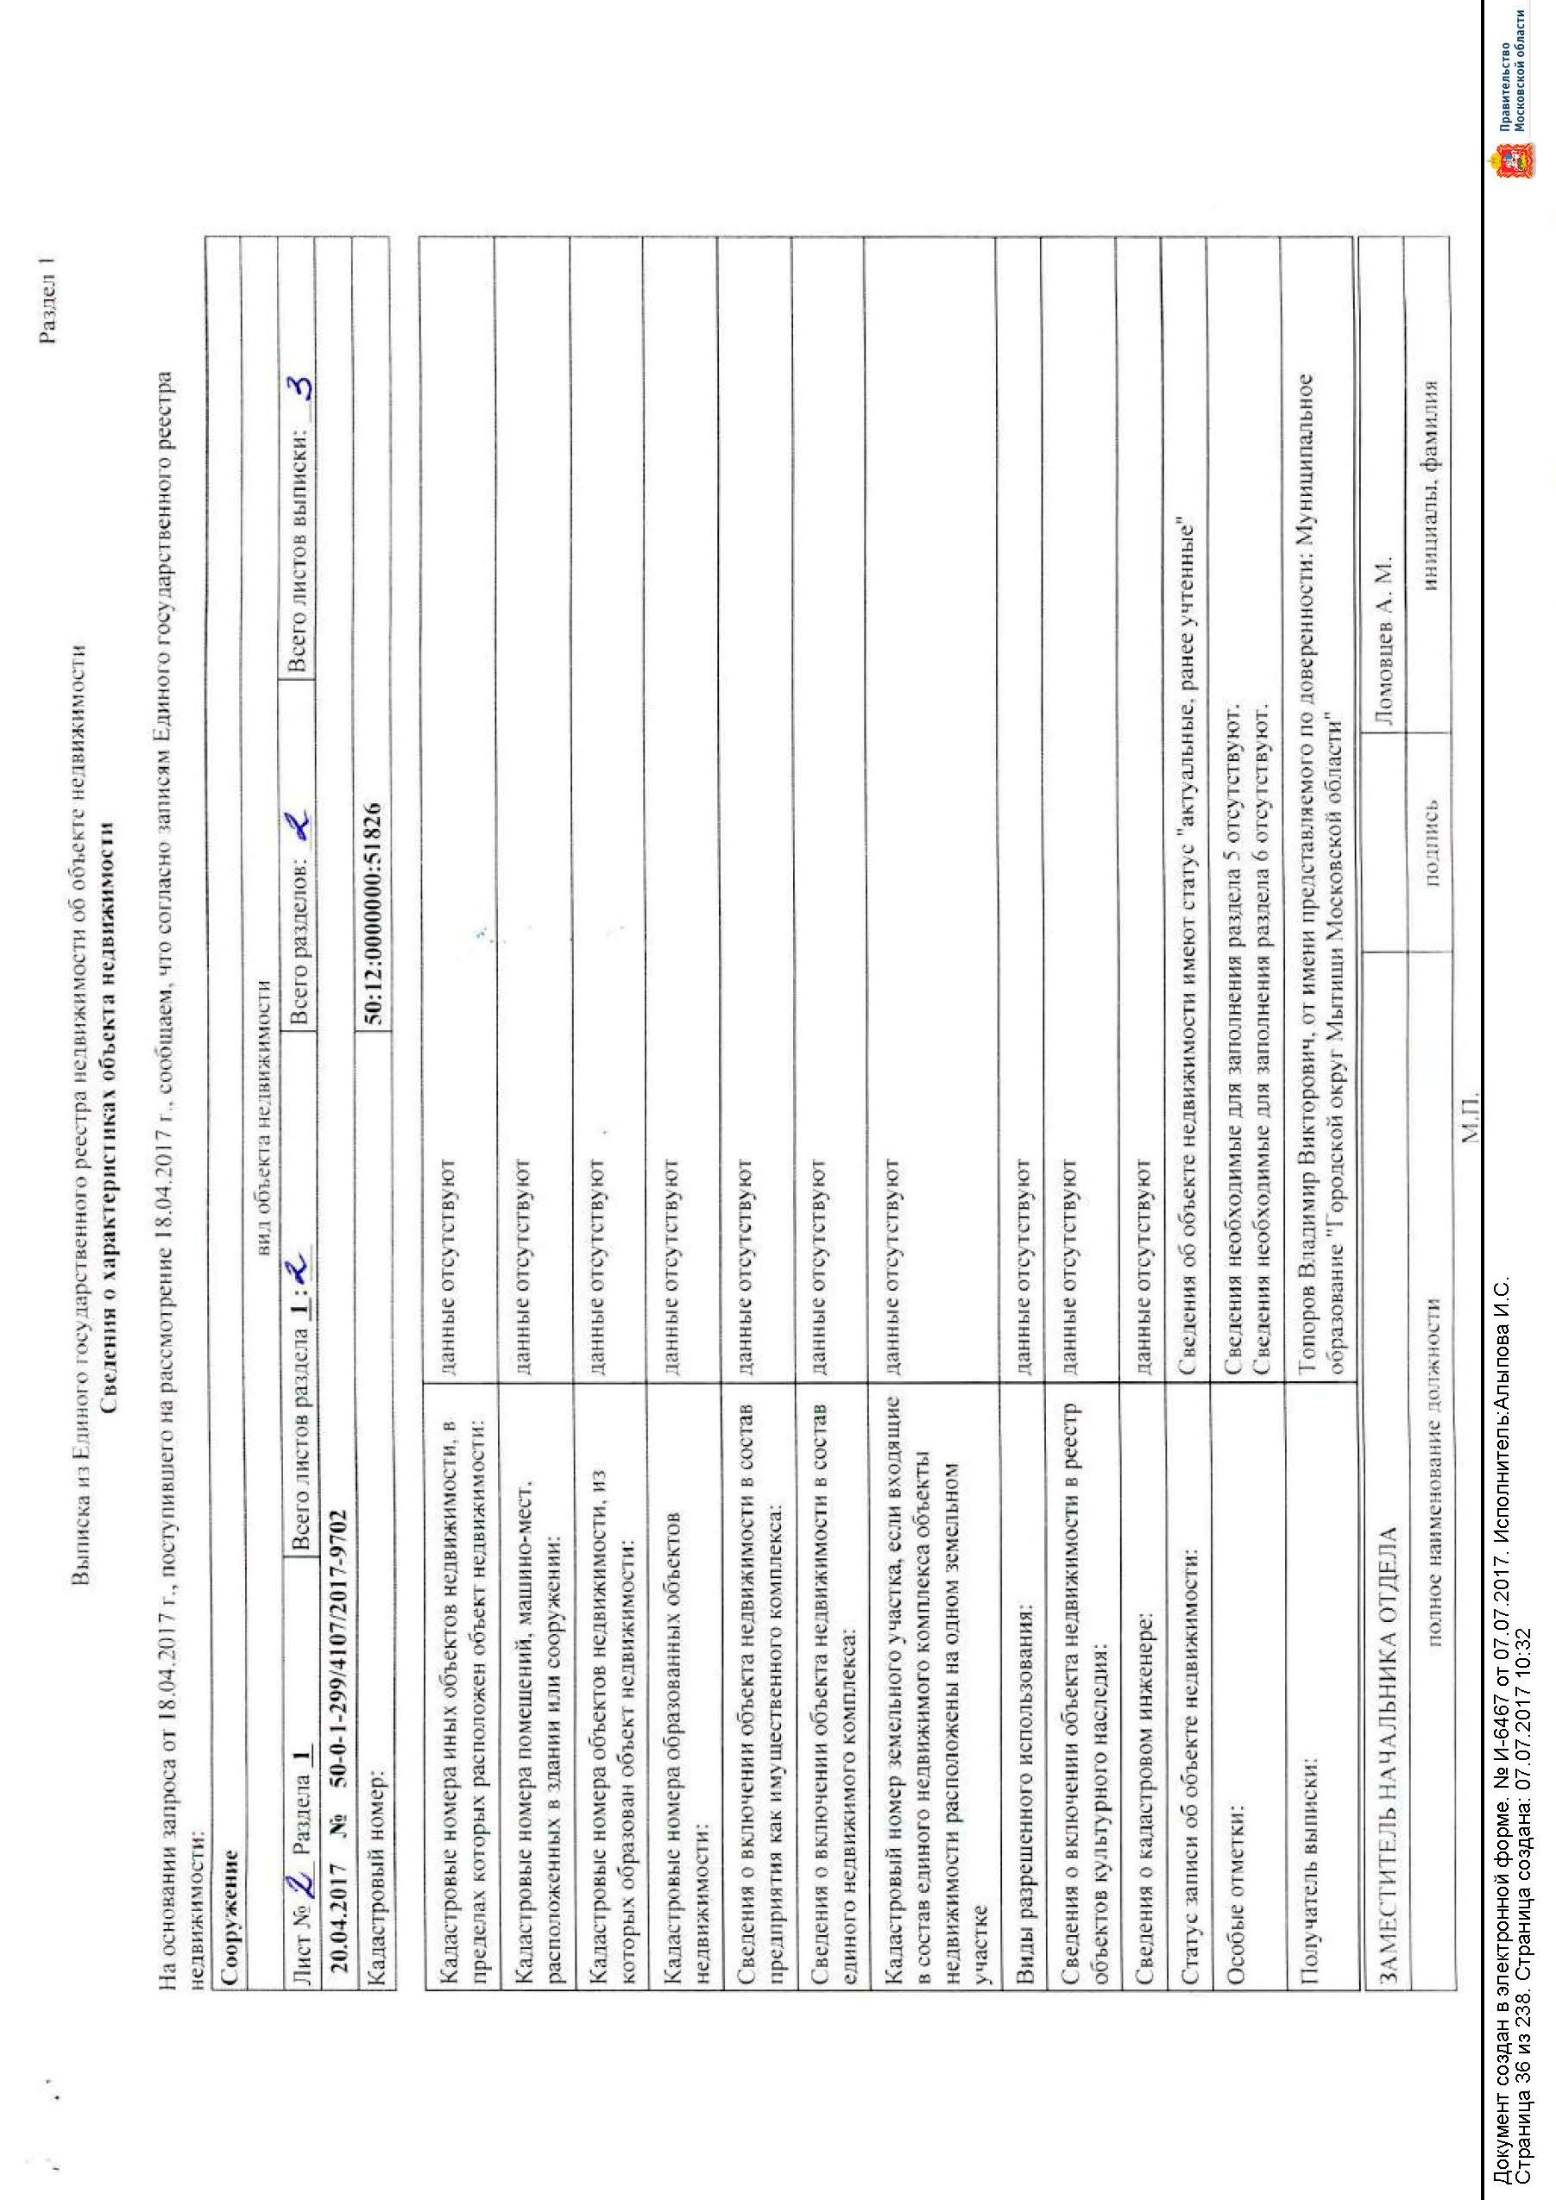 Раздел 1
Выписка из Единого государственного реестра недвижимости об объекте недвижимости
Сведения о характеристиках объекта недвижимости
На основании запроса от 18.04.2017 г., поступившего на рассмотрение 18.04.2017 г., сообщаем, что согласно записям Единого государственного реестра
недвижимости:
Сооружение
вид объекта недвижимости
Лист № 2 Раздела 1 Всего листов раздела 1 : 2 Всего разделов: 2 Всего листов выписки: 3
20.04.2017 № 50-0-1-299/4107/2017-9702
Кадастровый номер: 50:12:0000000:51826
Кадастровые номера иных объектов недвижимости, в данные отсутствуют
пределах которых расположен объект недвижимости:
Кадастровые номера помещений, машино-мест, данные отсутствуют
расположенных в здании или сооружении:
Кадастровые номера объектов недвижимости, из данные отсутствуют
которых образован объект недвижимости:
Кадастровые номера образованных объектов данные отсутствуют
недвижимости:
Сведения о включении объекта недвижимости в состав данные отсутствуют
предприятия как имущественного комплекса:
Сведения о включении объекта недвижимости в состав данные отсутствуют
единого недвижимого комплекса:
Кадастровый номер земельного участка, если входящие данные отсутствуют
в состав единого недвижимого комплекса объекты
недвижимости расположены на одном земельном
участке
Виды разрешенного использования: данные отсутствуют
Сведения о включении объекта недвижимости в реестр данные отсутствуют
объектов культурного наследия:
Сведения о кадастровом инженере: данные отсутствуют
Статус записи об объекте недвижимости: Сведения об объекте недвижимости имеют статус "актуальные, ранее учтенные"
Особые отметки: Сведения необходимые для заполнения раздела 5 отсутствуют.
Сведения необходимые для заполнения раздела 6 отсутствуют.
Получатель выписки: Топоров Владимир Викторович, от имени представляемого по доверенности: Муниципальное
образование "Городской округ Мытищи Московской области"
ЗАМЕСТИТЕЛЬ НАЧАЛЬНИКА ОТДЕЛА Ломовцев А. М.
полное наименование должности подпись инициалы, фамилия
М.П.
Документ создан в электронной форме. № И-6467 от 07.07.2017. Исполнитель:Алыпова И.С.
Страница 36 из 238. Страница создана: 07.07.2017 10:32
Правительство
Московской области